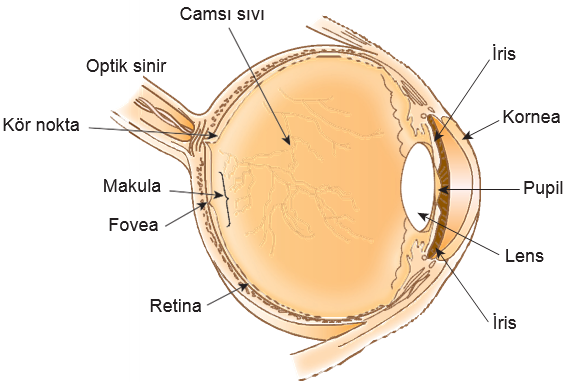 Camsı sıvı
İris
Optik sinir
Kornea
Kör nokta
Makula
Pupil
Fovea
Lens
Retina
İris